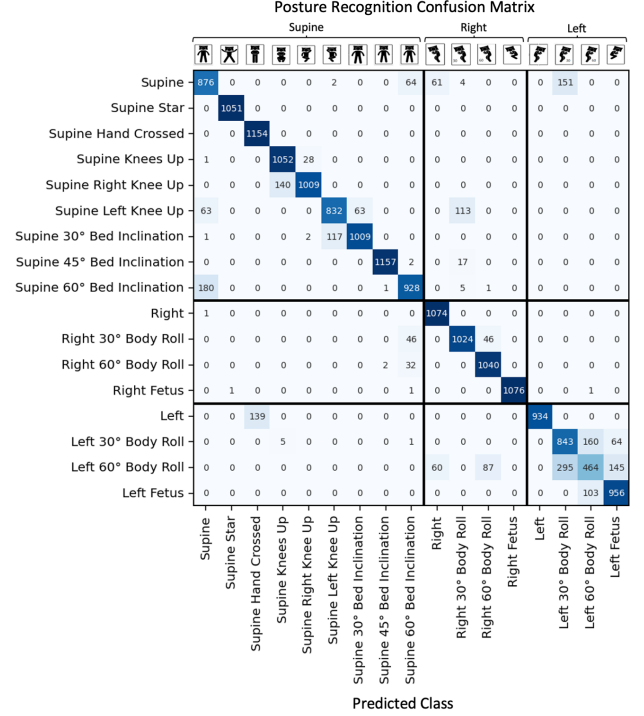 Posture Recognition Confusion Matrix
Supine Right Left
Supine 876 0 0 0 0 2 0 0 64 61 4 0 0 0 151 0 0
Supine Star 0 1051 0 0 0 0 0 0 0 0 0 0 0 0 0 0 0
Supine Hand Crossed 0 0 1154 0 0 0 0 0 0 0 0 0 0 0 0 0 0
Supine Knees Up 1 0 0 1052 28 0 0 0 0 0 0 0 0 0 0 0 0
Supine Right Knee Up 0 0 0 140 1009 0 0 0 0 0 0 0 0 0 0 0 0
Supine Left Knee Up 63 0 0 0 0 832 63 0 0 0 113 0 0 0 0 0 0
Supine 30° Bed Inclination 1 0 0 0 2 117 1009 0 0 0 0 0 0 0 0 0 0
Supine 45° Bed Inclination 0 0 0 0 0 0 0 1157 2 0 17 0 0 0 0 0 0
Supine 60° Bed Inclination 180 0 0 0 0 0 0 1 928 0 5 1 0 0 0 0 0
Right 1 0 0 0 0 0 0 0 0 1074 0 0 0 0 0 0 0
Right 30° Body Roll 0 0 0 0 0 0 0 0 46 0 1024 46 0 0 0 0 0
Right 60° Body Roll 0 0 0 0 0 0 0 2 32 0 0 1040 0 0 0 0 0
Right Fetus 0 1 0 0 0 0 0 0 1 0 0 0 1076 0 0 1 0
Left 0 0 139 0 0 0 0 0 0 0 0 0 0 934 0 0 0
Left 30° Body Roll 0 0 0 5 0 0 0 0 1 0 0 0 0 0 843 160 64
Left 60° Body Roll 0 0 0 0 0 0 0 0 0 60 0 87 0 0 295 464 145
Left Fetus 0 0 0 0 0 0 0 0 0 0 0 0 0 0 0 103 956
Supine
Supine Star
Supine Hand Crossed
Supine Knees Up
Supine Right Knee Up
Supine Left Knee Up
Supine 30° Bed Inclination
Supine 45° Bed Inclination
Supine 60° Bed Inclination
Right
Right 30° Body Roll
Right 60° Body Roll
Right Fetus
Left
Left 30° Body Roll
Left 60° Body Roll
Left Fetus
Predicted Class